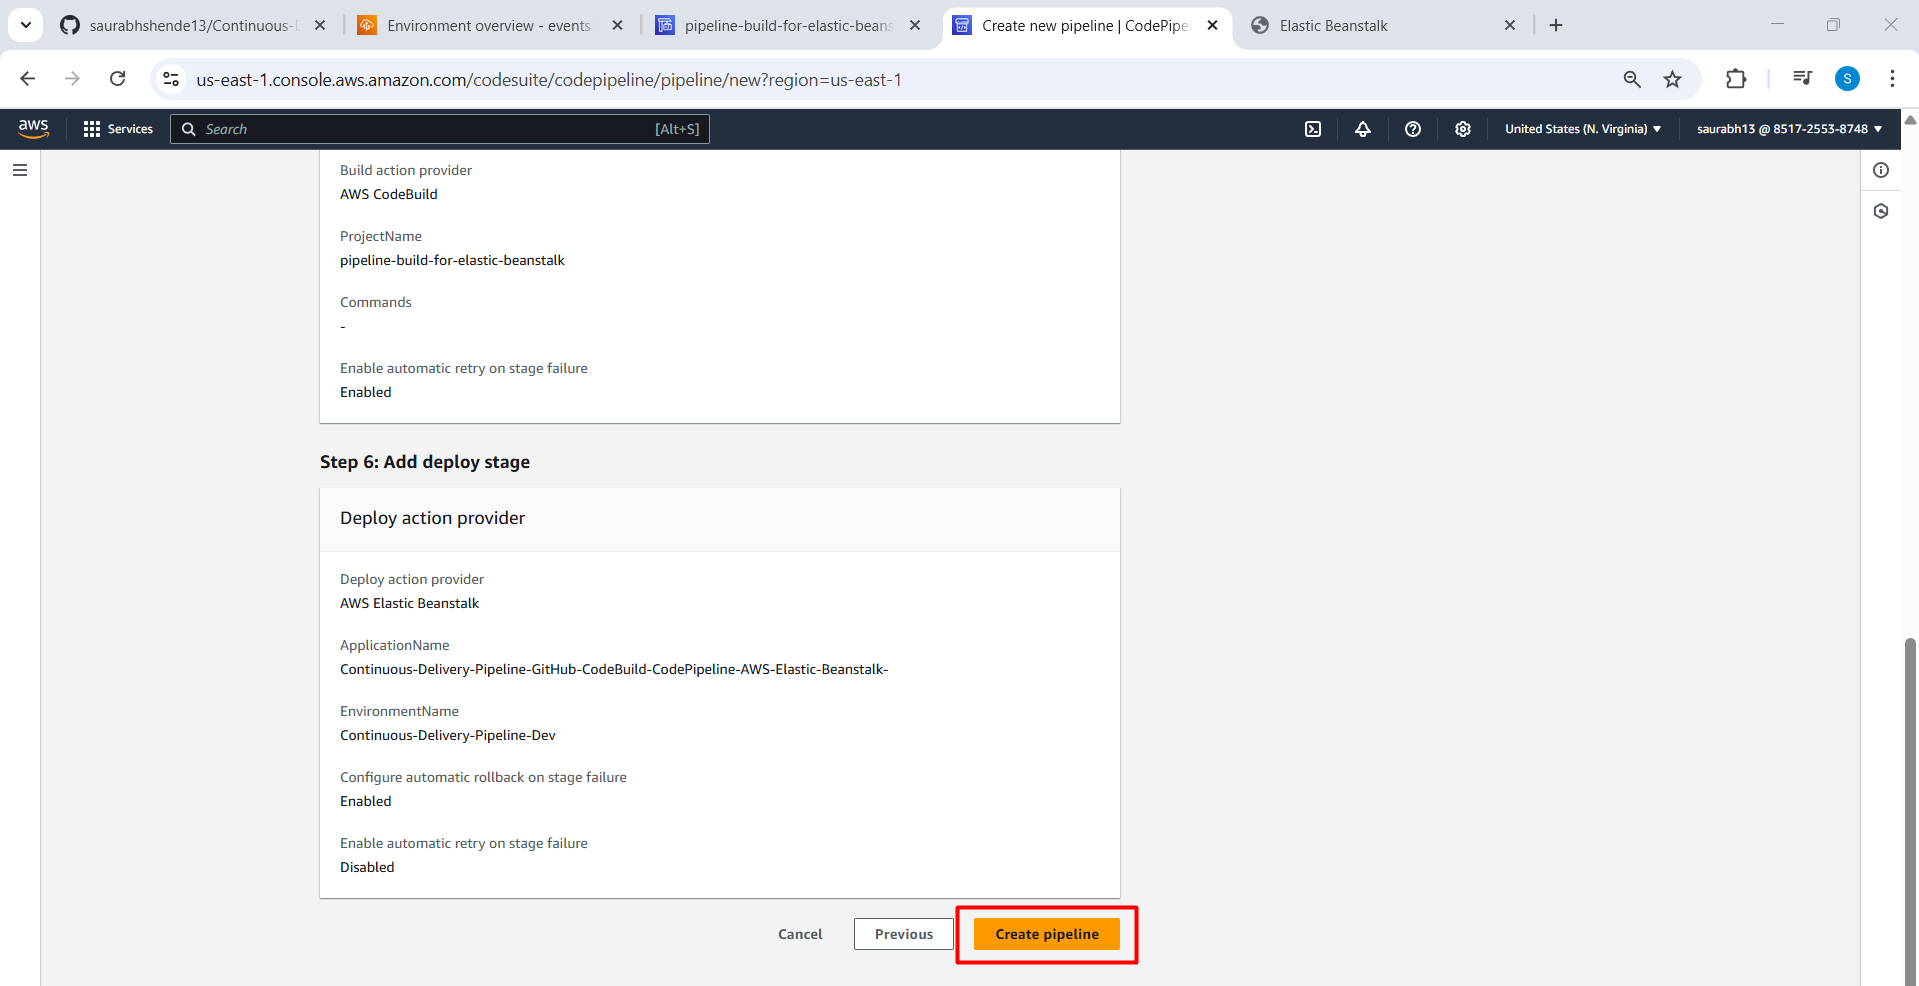 saurabhshende13/Continuous-D
Environment overview - events
pipeline-build-for-elastic-beans
Create new pipeline | CodePipel
Elastic Beanstalk
us-east-1.console.aws.amazon.com/codesuite/codepipeline/pipeline/new?region=us-east-1
S
aws
Services
Search
[Alt+S]
United States (N. Virginia)
saurabh13 @ 8517-2553-8748
Build action provider
AWS CodeBuild
ProjectName
pipeline-build-for-elastic-beanstalk
Commands
-
Enable automatic retry on stage failure
Enabled
Step 6: Add deploy stage
Deploy action provider
Deploy action provider
AWS Elastic Beanstalk
ApplicationName
Continuous-Delivery-Pipeline-GitHub-CodeBuild-CodePipeline-AWS-Elastic-Beanstalk-
EnvironmentName
Continuous-Delivery-Pipeline-Dev
Configure automatic rollback on stage failure
Enabled
Enable automatic retry on stage failure
Disabled
Cancel
Previous
Create pipeline